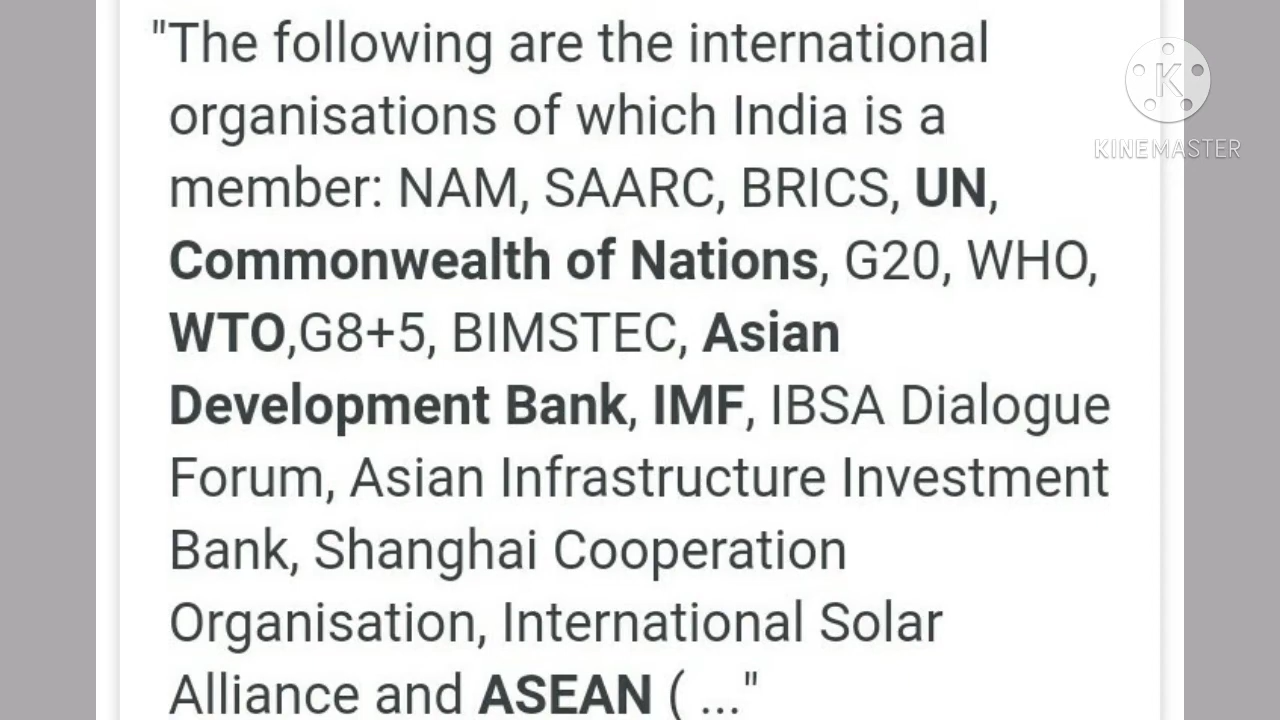 "The following are the international
organisations of which India is a
member: NAM, SAARC, BRICS, UN,
Commonwealth of Nations, G20, WHO,
WTO,G8+5, BIMSTEC, Asian
Development Bank, IMF, IBSA Dialogue
Forum, Asian Infrastructure Investment
Bank, Shanghai Cooperation
Organisation, International Solar
Alliance and ASEAN ( ..."
K
KINEMASTER